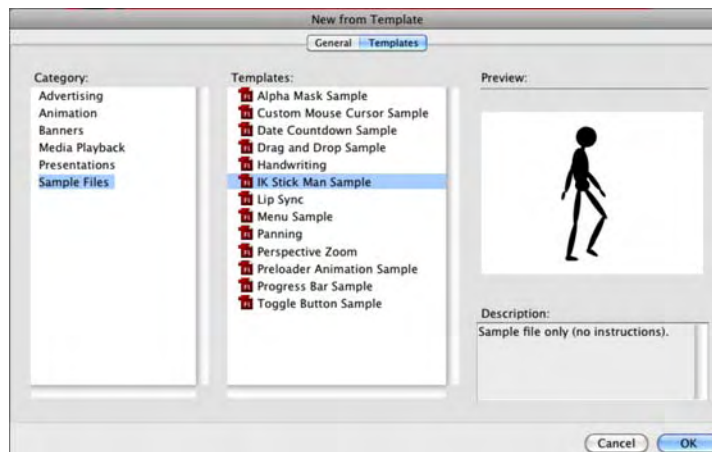 New from Template
General Templates
Category:
Advertising
Animation
Banners
Media Playback
Presentations
Sample Files
Templates:
Alpha Mask Sample
Custom Mouse Cursor Sample
Date Countdown Sample
Drag and Drop Sample
Handwriting
IK Stick Man Sample
Lip Sync
Menu Sample
Panning
Perspective Zoom
Preloader Animation Sample
Progress Bar Sample
Toggle Button Sample
Preview:
Description:
Sample file only (no instructions).
Cancel OK